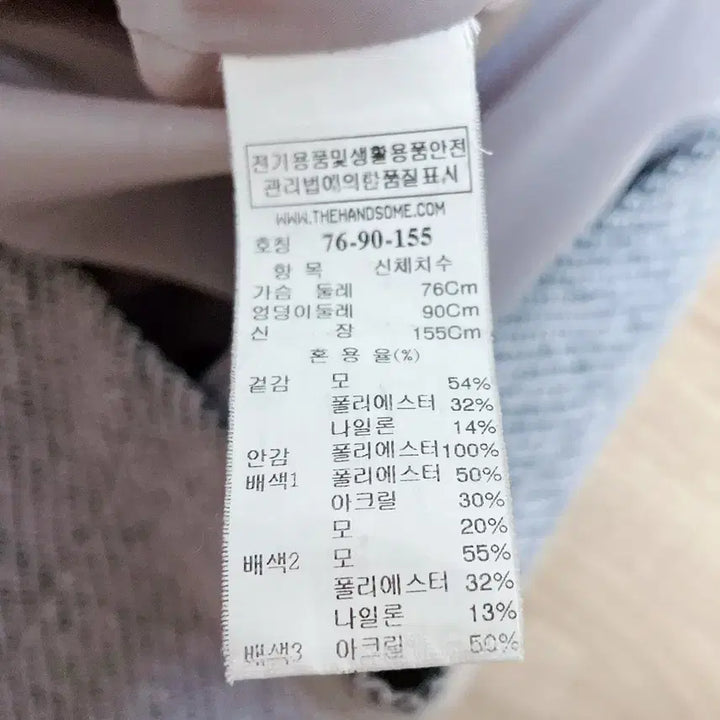 전기용품및생활용품안전
관리법에의한품질표시
WWW.THEHANDSOME.COM
호칭 76-90-155
항 목 신체치수
가슴 둘레 76Cm
엉덩이둘레 90Cm
신 장 155Cm
혼 용 율(%)
겉감 모 54%
폴리에스터 32%
나일론 14%
안감 폴리에스터100%
배색1 폴리에스터 50%
아크릴 30%
모 20%
배색2 모 55%
폴리에스터 32%
나일론 13%
배색3 아크릴 50%